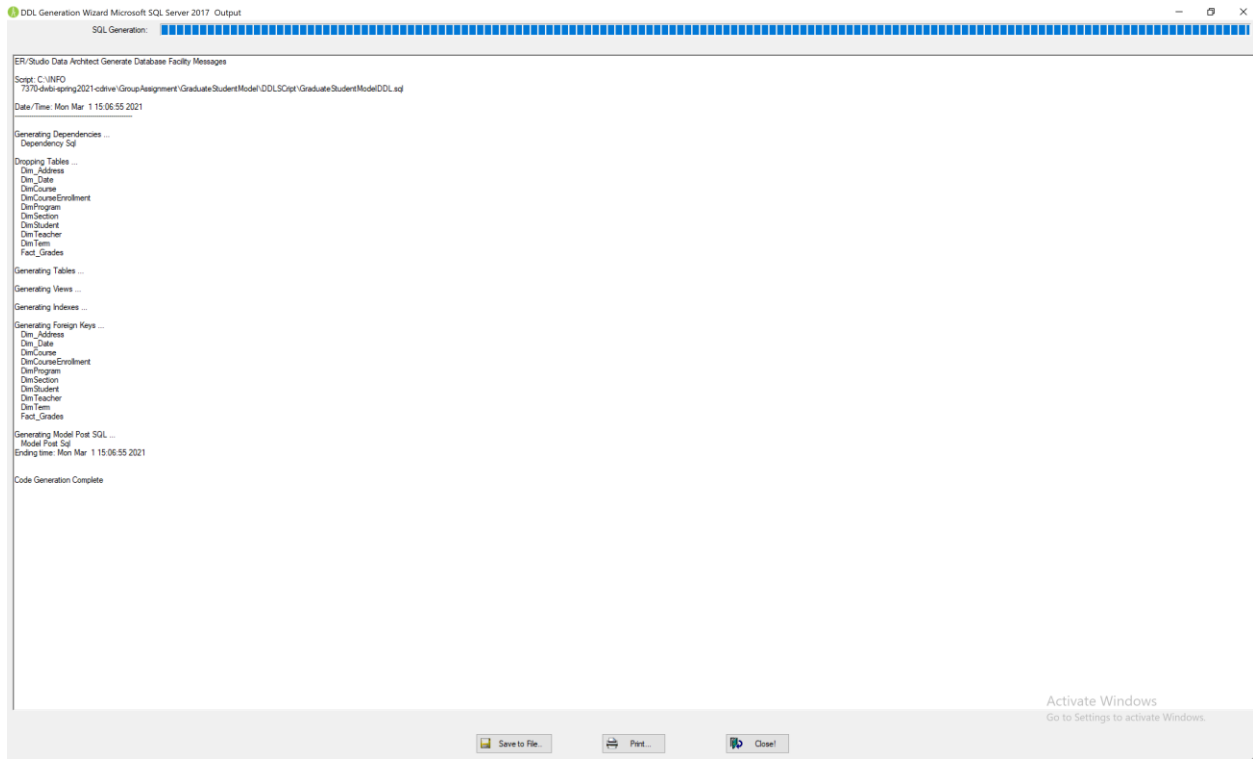 DDL Generation Wizard Microsoft SQL Server 2017 Output
SQL Generation:
ER/Studio Data Architect Generate Database Facility Messages
Script: C:\INFO
7370-dwbi-spring2021-cdrive\GroupAssignment\GraduateStudentModel\DDLSCript\GraduateStudentModelDDL.sql
Date/Time: Mon Mar 1 15:06:55 2021
Generating Dependencies ...
Dependency Sql
Dropping Tables ...
Dim_Address
Dim_Date
DimCourse
DimCourseEnrollment
DimProgram
DimSection
DimStudent
DimTeacher
DimTerm
Fact_Grades
Generating Tables ...
Generating Views ...
Generating Indexes ...
Generating Foreign Keys ...
Dim_Address
Dim_Date
DimCourse
DimCourseEnrollment
DimProgram
DimSection
DimStudent
DimTeacher
DimTerm
Fact_Grades
Generating Model Post SQL ...
Model Post Sql
Ending time: Mon Mar 1 15:06:55 2021
Code Generation Complete
Activate Windows
Go to Settings to activate Windows.
Save to File..
Print...
Close!